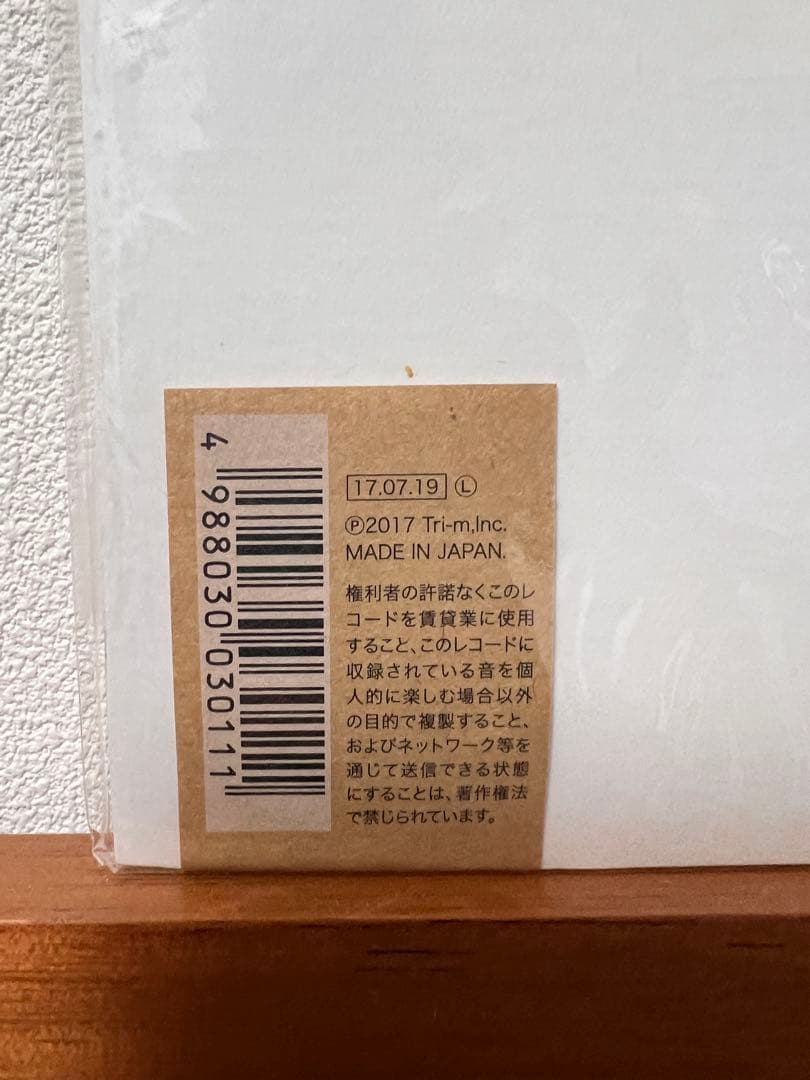 4 988030 030111
17.07.19 Ⓛ
Ⓟ2017 Tri-m,Inc.
MADE IN JAPAN.
権利者の許諾なくこのレ
コードを賃貸業に使用
すること、このレコードに
収録されている音を個
人的に楽しむ場合以外
の目的で複製すること、
およびネットワーク等を
通じて送信できる状態
にすることは、著作権法
で禁じられています。